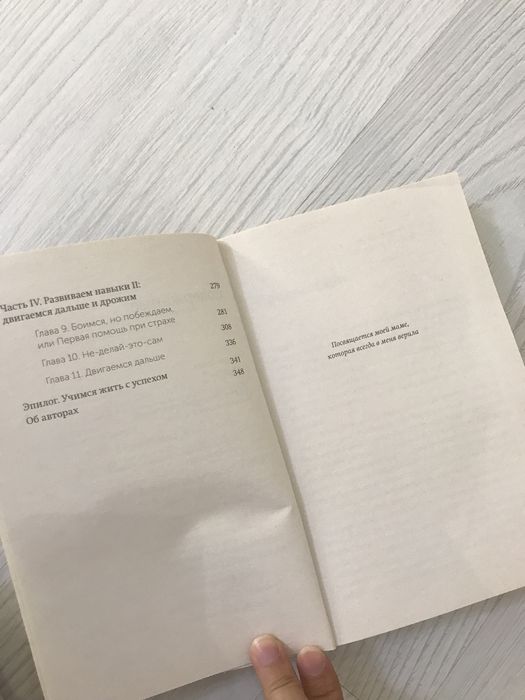 Часть IV. Развиваем навыки II: 279
двигаемся дальше и дрожим
Глава 9. Боимся, но побеждаем, 281
или Первая помощь при страхе
Глава 10. Не-делай-это-сам 308
Глава 11. Двигаемся дальше 336
Эпилог. Учимся жить с успехом 341
Об авторах 348
Посвящается моей маме,
которая всегда в меня верила